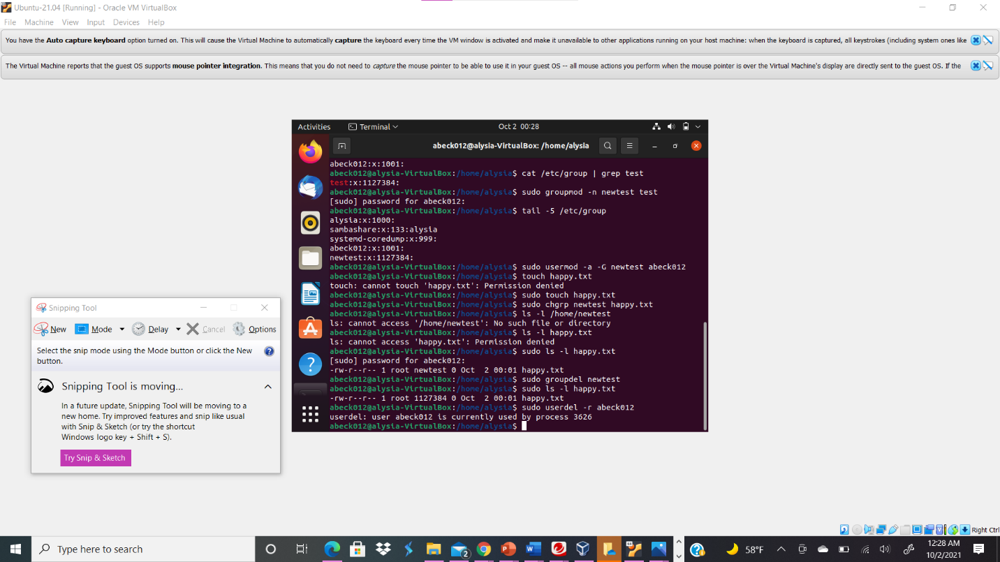 Ubuntu-21.04 [Running] - Oracle VM VirtualBox
File Machine View Input Devices Help
You have the Auto capture keyboard option turned on. This will cause the Virtual Machine to automatically capture the keyboard every time the VM window is activated and make it unavailable to other applications running on your host machine: when the keyboard is captured, all keystrokes (including system ones like
The Virtual Machine reports that the guest OS supports mouse pointer integration. This means that you do not need to capture the mouse pointer to be able to use it in your guest OS -- all mouse actions you perform when the mouse pointer is over the Virtual Machine's display are directly sent to the guest OS. If the
Activities Terminal Oct 2 00:28
abeck012@alysia-VirtualBox: /home/alysia
abeck012:x:1001:
abeck012@alysia-VirtualBox:/home/alysia$ cat /etc/group | grep test
test:x:1127384:
abeck012@alysia-VirtualBox:/home/alysia$ sudo groupmod -n newtest test
[sudo] password for abeck012:
abeck012@alysia-VirtualBox:/home/alysia$ tail -5 /etc/group
alysia:x:1000:
sambashare:x:133:alysia
systemd-coredump:x:999:
abeck012:x:1001:
newtest:x:1127384:
abeck012@alysia-VirtualBox:/home/alysia$ sudo usermod -a -G newtest abeck012
abeck012@alysia-VirtualBox:/home/alysia$ touch happy.txt
touch: cannot touch 'happy.txt': Permission denied
abeck012@alysia-VirtualBox:/home/alysia$ sudo touch happy.txt
abeck012@alysia-VirtualBox:/home/alysia$ sudo chgrp newtest happy.txt
abeck012@alysia-VirtualBox:/home/alysia$ ls -l /home/newtest
ls: cannot access '/home/newtest': No such file or directory
abeck012@alysia-VirtualBox:/home/alysia$ ls -l happy.txt
ls: cannot access 'happy.txt': Permission denied
abeck012@alysia-VirtualBox:/home/alysia$ sudo ls -l happy.txt
[sudo] password for abeck012:
-rw-r--r-- 1 root newtest 0 Oct  2 00:01 happy.txt
abeck012@alysia-VirtualBox:/home/alysia$ sudo groupdel newtest
abeck012@alysia-VirtualBox:/home/alysia$ sudo ls -l happy.txt
-rw-r--r-- 1 root 1127384 0 Oct  2 00:01 happy.txt
abeck012@alysia-VirtualBox:/home/alysia$ sudo userdel -r abeck012
userdel: user abeck012 is currently used by process 3626
abeck012@alysia-VirtualBox:/home/alysia$
Snipping Tool
New Mode Delay Cancel Options
Select the snip mode using the Mode button or click the New
button.
Snipping Tool is moving...
In a future update, Snipping Tool will be moving to a
new home. Try improved features and snip like usual
with Snip & Sketch (or try the shortcut
Windows logo key + Shift + S).
Try Snip & Sketch
Right Ctrl
Type here to search
2
58°F
12:28 AM
10/2/2021